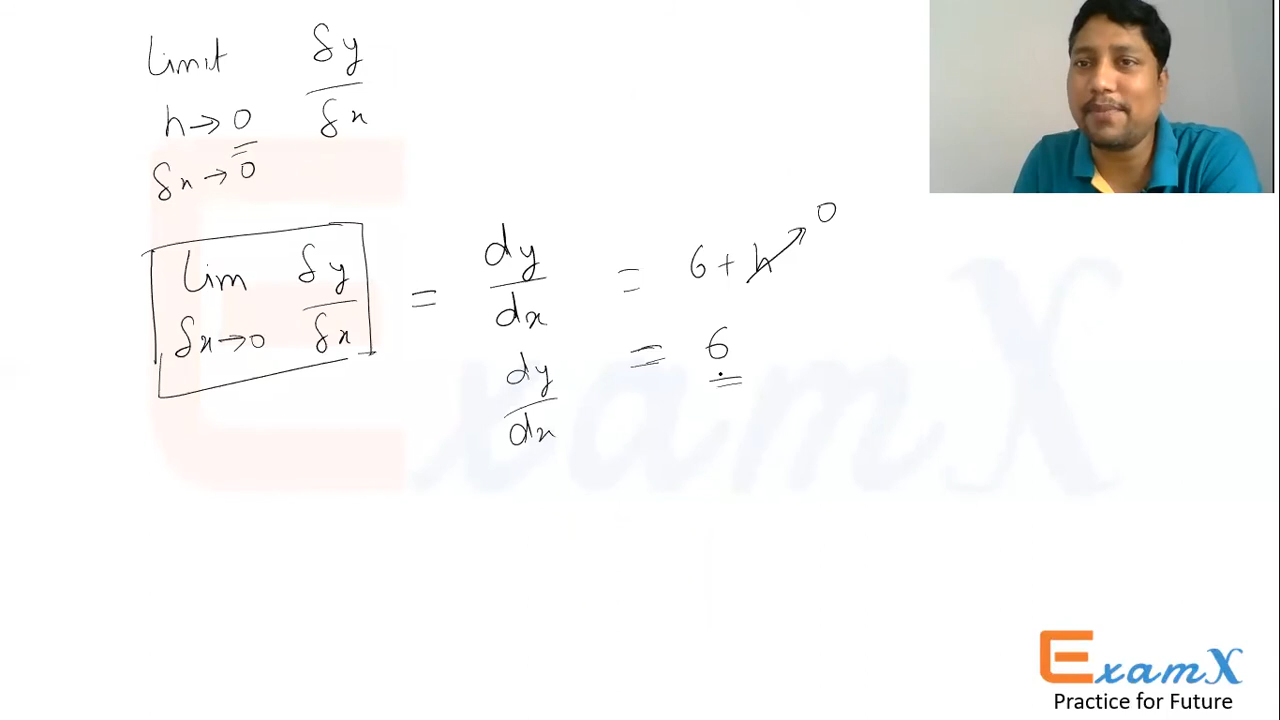 Limit δy/δx
h→0
δx→0
lim δx→0 δy/δx = dy/dx = 6+h→0
dy/dx = 6
ExamX
ExamX
Practice for Future